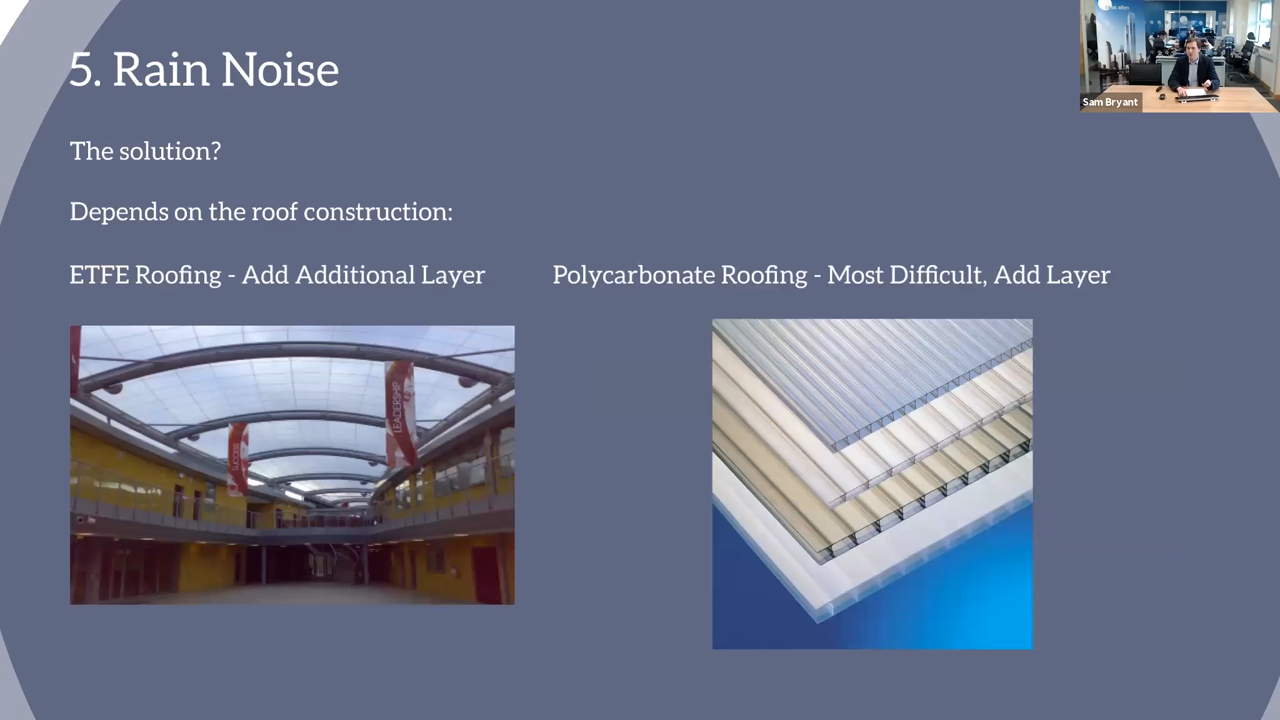 5. Rain Noise
Sam Bryant
The solution?
Depends on the roof construction:
ETFE Roofing - Add Additional Layer
Polycarbonate Roofing - Most Difficult, Add Layer
LEADERSHIP
SUCCESS